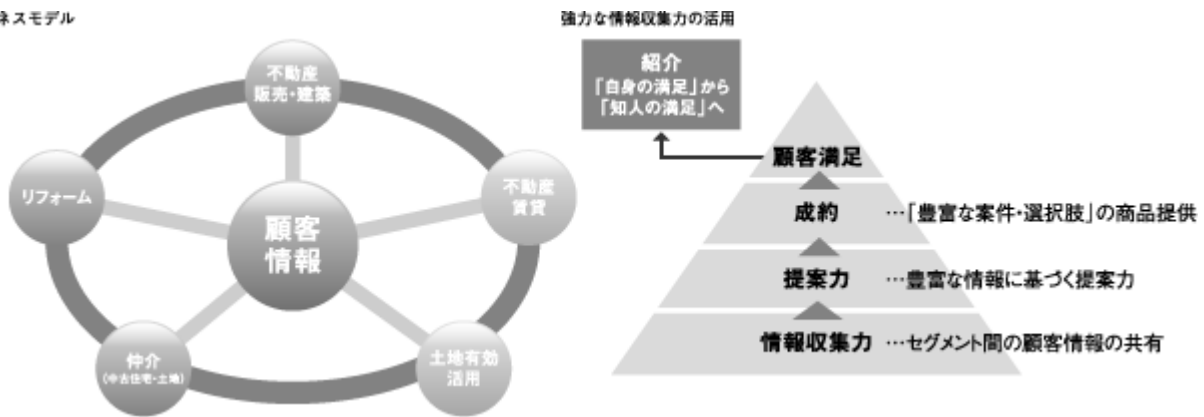 ネスモデル
不動産
販売・建築
リフォーム
不動産
賃貸
顧客
情報
仲介
(中古住宅・土地)
土地有効
活用
強力な情報収集力の活用
紹介
「自身の満足」から
「知人の満足」へ
顧客満足
成約 …「豊富な案件・選択肢」の商品提供
提案力 …豊富な情報に基づく提案力
情報収集力 …セグメント間の顧客情報の共有